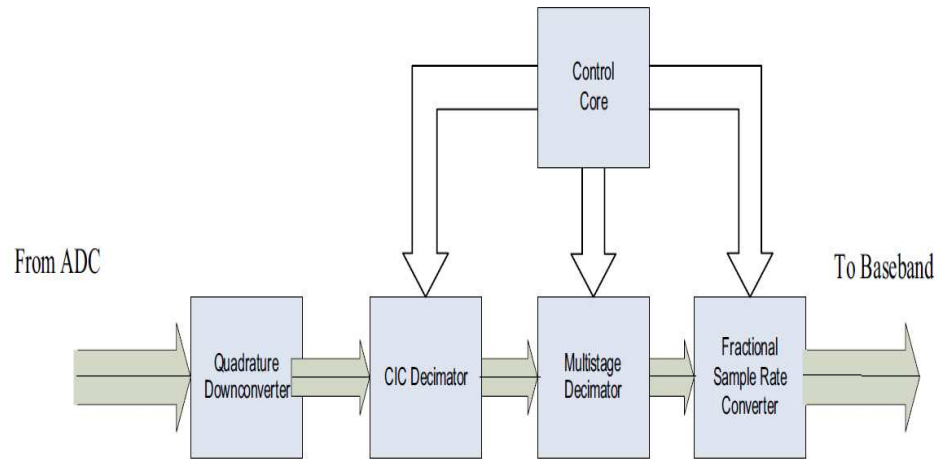 Control
Core
From ADC
To Baseband
Quadrature
Downconverter
CIC Decimator
Multistage
Decimator
Fractional
Sample Rate
Converter